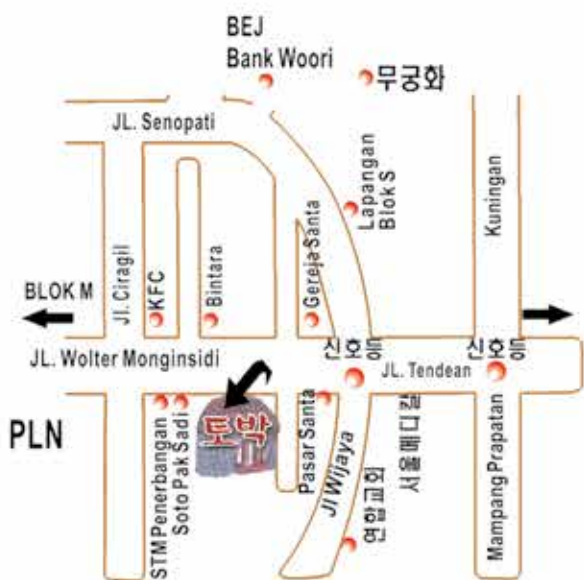 BEJ
Bank Woori
무궁화
JL. Senopati
Lapangan
Blok S
Kuningan
BLOK M
Jl. Ciragil
KFC
Bintara
Gereja Santa
JL. Wolter Monginsidi
신호등
JL. Tendean
신호등
PLN
STM Penerbangan
Soto Pak Sadi
토박
Pasar Santa
Jl Wijaya
연합교회
서울메디칼
Mampang Prapatan